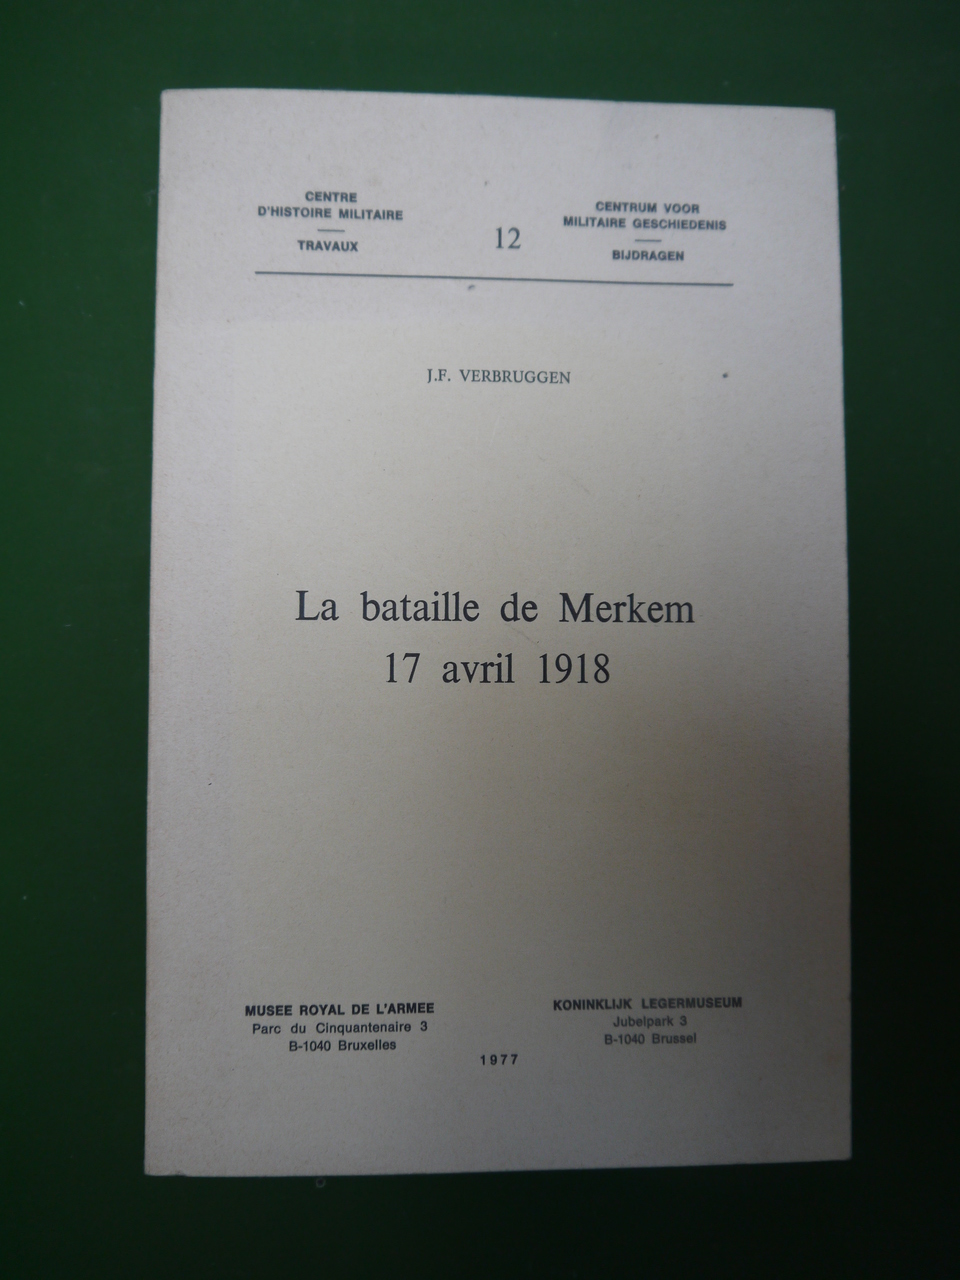 CENTRE
D'HISTOIRE MILITAIRE
TRAVAUX
12
CENTRUM VOOR
MILITAIRE GESCHIEDENIS
BIJDRAGEN
J.F. VERBRUGGEN
La bataille de Merkem
17 avril 1918
MUSEE ROYAL DE L'ARMEE
Parc du Cinquantenaire 3
B-1040 Bruxelles
1977
KONINKLIJK LEGERMUSEUM
Jubelpark 3
B-1040 Brussel